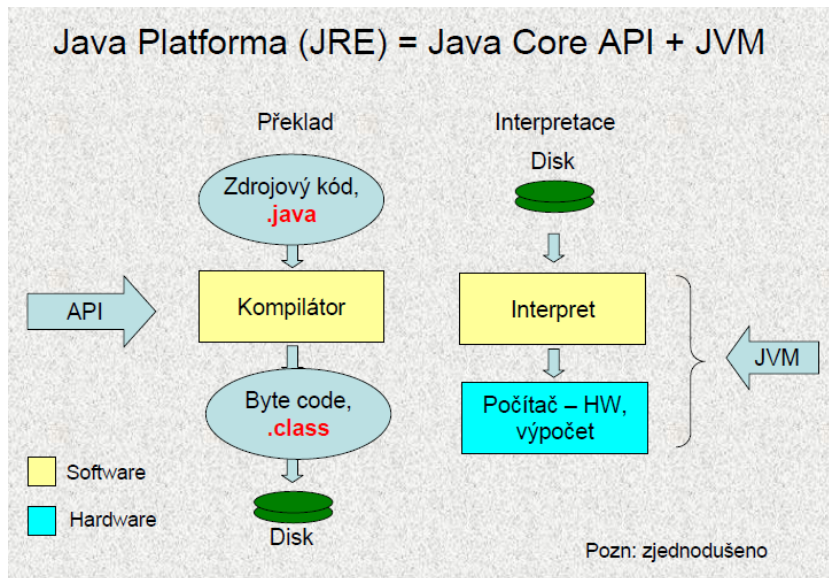 Java Platforma (JRE) = Java Core API + JVM
Překlad
Zdrojový kód,
.java
API
Kompilátor
Byte code,
.class
Disk
Interpretace
Disk
Interpret
Počítač – HW,
výpočet
JVM
Software
Hardware
Pozn: zjednodušeno